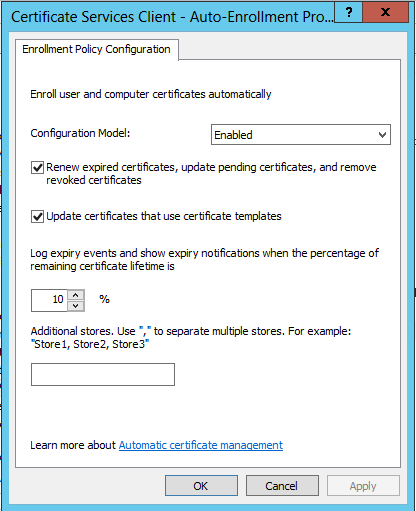 Certificate Services Client - Auto-Enrollment Pro...
? x
Enrollment Policy Configuration
Enroll user and computer certificates automatically
Configuration Model: Enabled
Renew expired certificates, update pending certificates, and remove
revoked certificates
Update certificates that use certificate templates
Log expiry events and show expiry notifications when the percentage of
remaining certificate lifetime is
10 %
Additional stores. Use "," to separate multiple stores. For example:
"Store1, Store2, Store3"
Learn more about Automatic certificate management
OK Cancel Apply